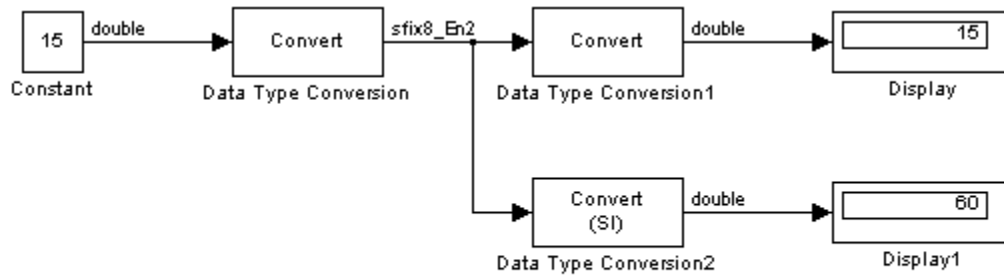 15
double
Convert
sfix8_En2
Convert
double
15
Constant
Data Type Conversion
Data Type Conversion1
Display
Convert
(SI)
double
60
Data Type Conversion2
Display1